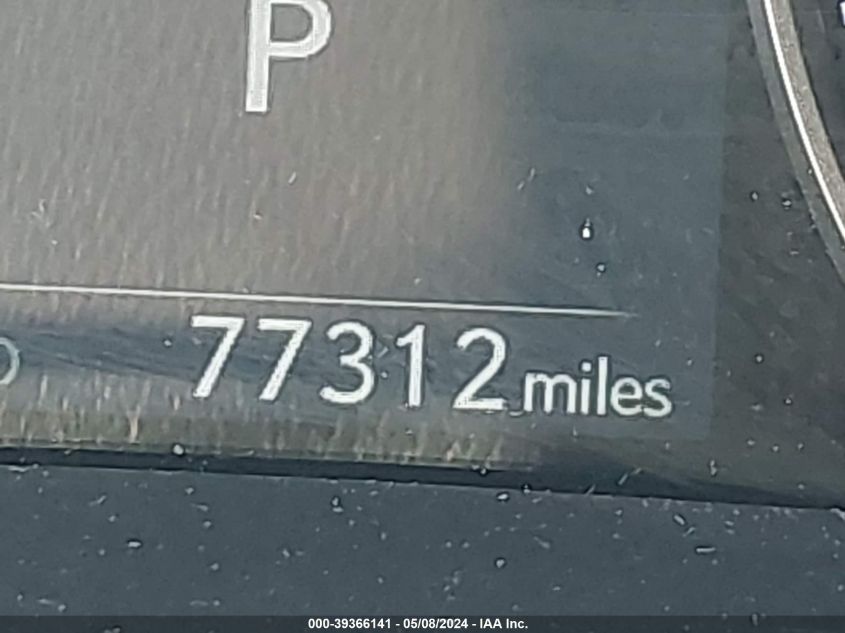 P
77312 miles
000-39366141 - 05/08/2024 - IAA Inc.